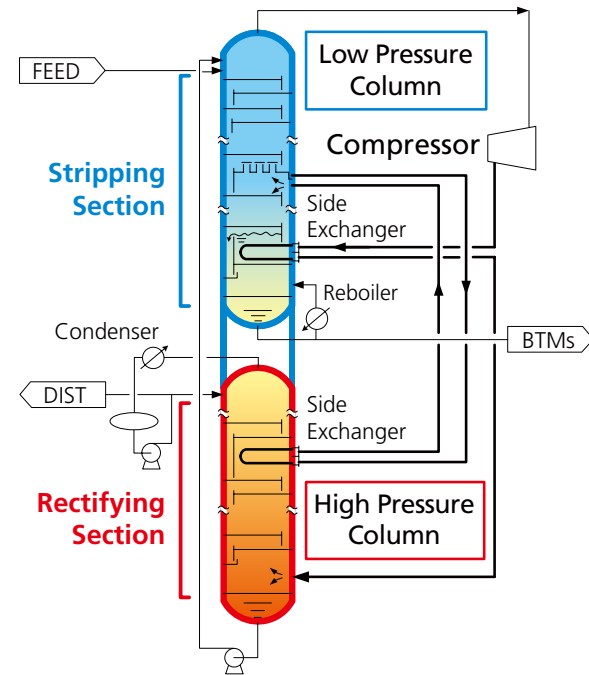 FEED
Low Pressure
Column
Compressor
Stripping
Section
Side
Exchanger
Reboiler
Condenser
BTMs
DIST
Side
Exchanger
Rectifying
Section
High Pressure
Column